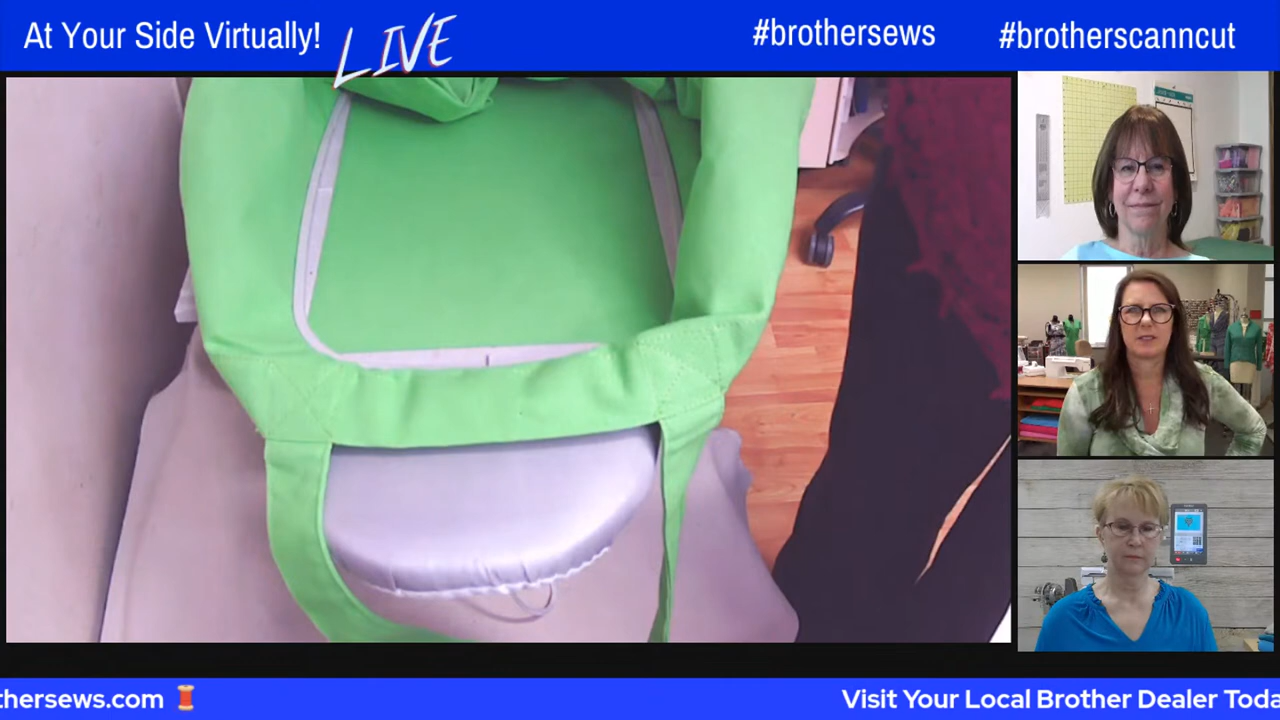 At Your Side Virtually! LIVE
#brothersews
#brotherscanncut
thersews.com
Visit Your Local Brother Dealer Toda